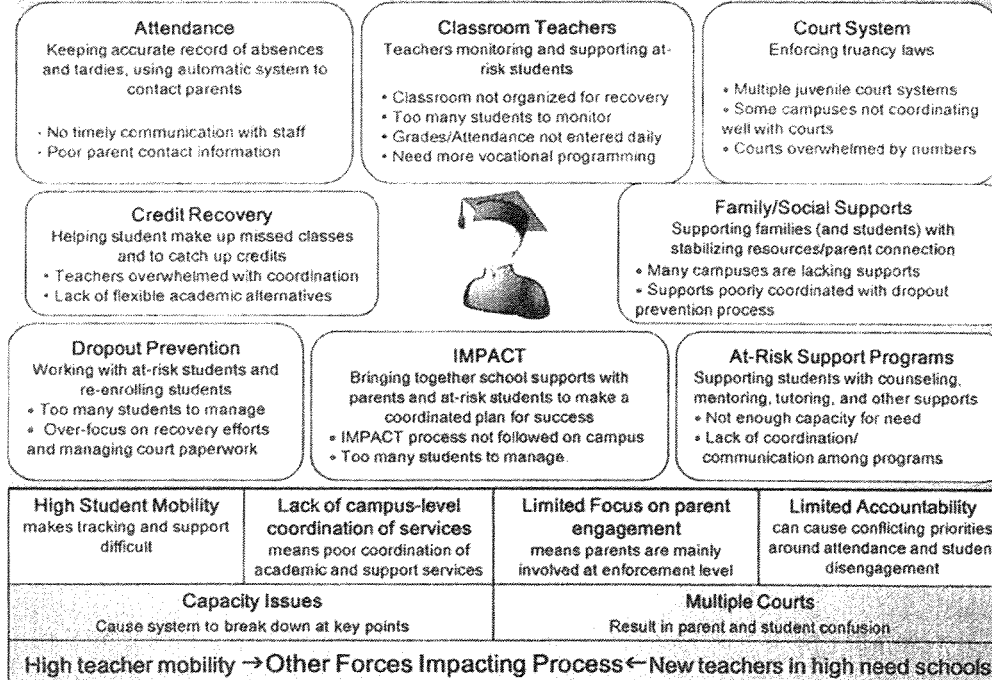 Attendance
Keeping accurate record of absences
and tardies, using automatic system to
contact parents
- No timely communication with staff
• Poor parent contact information
Classroom Teachers
Teachers monitoring and supporting at-
risk students
• Classroom not organized for recovery
• Too many students to monitor
• Grades/Attendance not entered daily
• Need more vocational programming
Court System
Enforcing truancy laws
• Multiple juvenile court systems
• Some campuses not coordinating
well with courts
• Courts overwhelmed by numbers
Credit Recovery
Helping student make up missed classes
and to catch up credits
• Teachers overwhelmed with coordination
• Lack of flexible academic alternatives
Family/Social Supports
Supporting families (and students) with
stabilizing resources/parent connection
• Many campuses are lacking supports
• Supports poorly coordinated with dropout
prevention process
Dropout Prevention
Working with at-risk students and
re-enrolling students
• Too many students to manage
• Over-focus on recovery efforts
and managing court paperwork
IMPACT
Bringing together school supports with
parents and at-risk students to make a
coordinated plan for success
• IMPACT process not followed on campus
• Too many students to manage.
At-Risk Support Programs
Supporting students with counseling,
mentoring, tutoring, and other supports
• Not enough capacity for need
• Lack of coordination/
communication among programs
High Student Mobility
makes tracking and support
difficult
Lack of campus-level
coordination of services
means poor coordination of
academic and support services
Limited Focus on parent
engagement
means parents are mainly
involved at enforcement level
Limited Accountability
can cause conflicting priorities
around attendance and student
disengagement
Capacity Issues
Cause system to break down at key points
Multiple Courts
Result in parent and student confusion
High teacher mobility →Other Forces Impacting Process← New teachers in high need schools